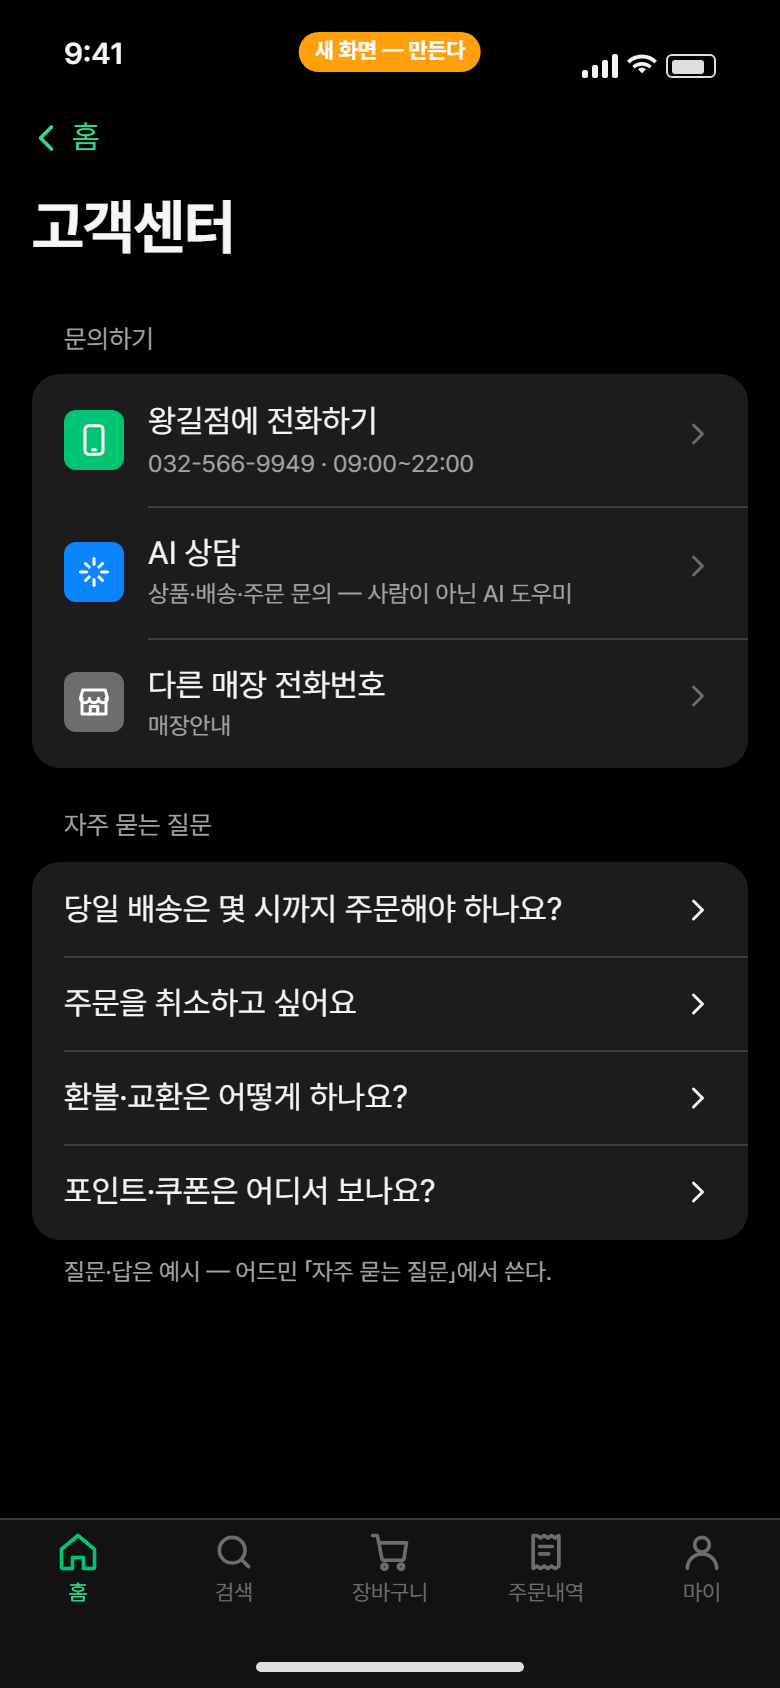 9:41
새 화면 — 만든다
홈
고객센터
문의하기
왕길점에 전화하기
032-566-9949 · 09:00~22:00
AI 상담
상품·배송·주문 문의 — 사람이 아닌 AI 도우미
다른 매장 전화번호
매장안내
자주 묻는 질문
당일 배송은 몇 시까지 주문해야 하나요?
주문을 취소하고 싶어요
환불·교환은 어떻게 하나요?
포인트·쿠폰은 어디서 보나요?
질문·답은 예시 — 어드민 「자주 묻는 질문」에서 쓴다.
홈
검색
장바구니
주문내역
마이